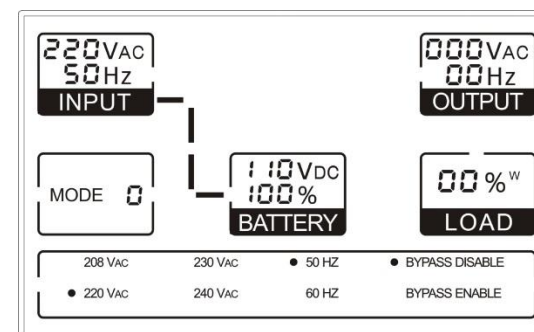 220VAC
50Hz
INPUT
000VAC
00Hz
OUTPUT
MODE 0
110VDC
100%
BATTERY
00%W
LOAD
208 VAC 230 VAC ● 50 HZ ● BYPASS DISABLE
● 220 VAC 240 VAC 60 HZ BYPASS ENABLE